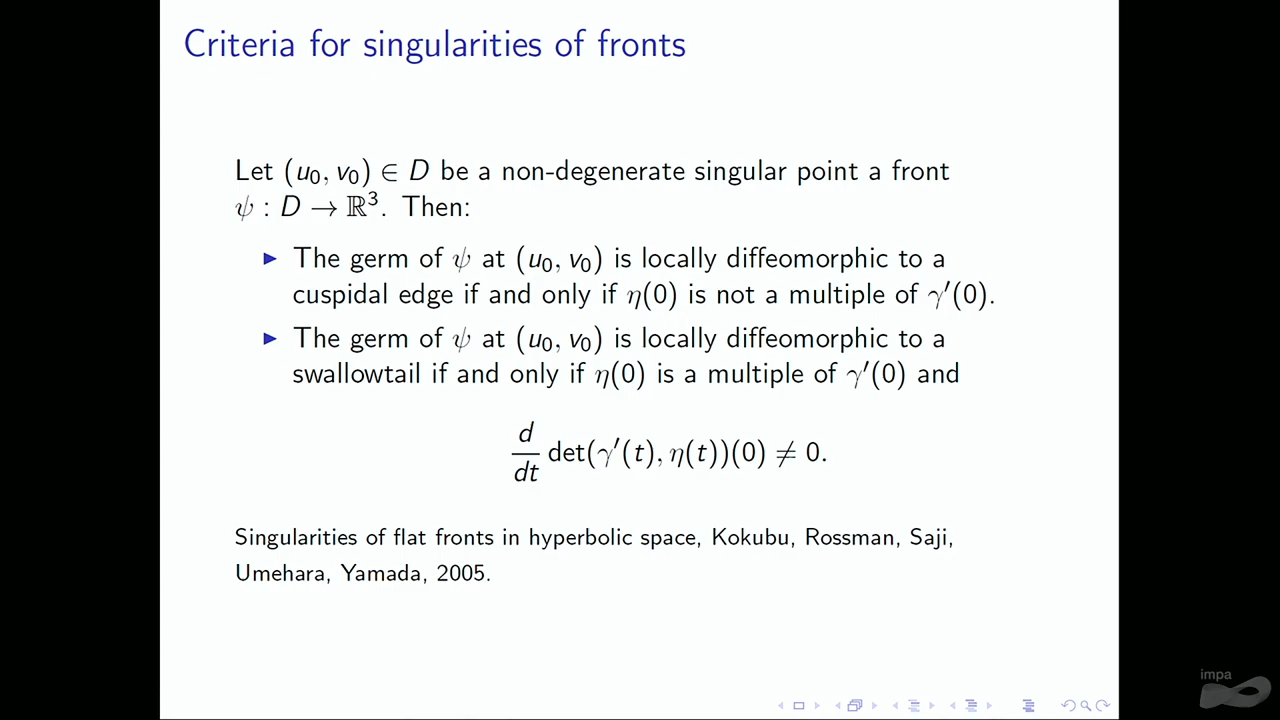 Criteria for singularities of fronts
Let (u₀, v₀) ∈ D be a non-degenerate singular point a front
ψ : D → ℝ³. Then:
▶ The germ of ψ at (u₀, v₀) is locally diffeomorphic to a
cuspidal edge if and only if η(0) is not a multiple of γ′(0).
▶ The germ of ψ at (u₀, v₀) is locally diffeomorphic to a
swallowtail if and only if η(0) is a multiple of γ′(0) and
d/dt det(γ′(t), η(t))(0) ≠ 0.
Singularities of flat fronts in hyperbolic space, Kokubu, Rossman, Saji,
Umehara, Yamada, 2005.
impa